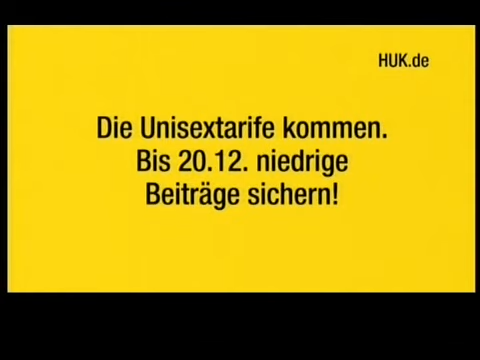 HUK.de
Die Unisextarife kommen.
Bis 20.12. niedrige
Beiträge sichern!